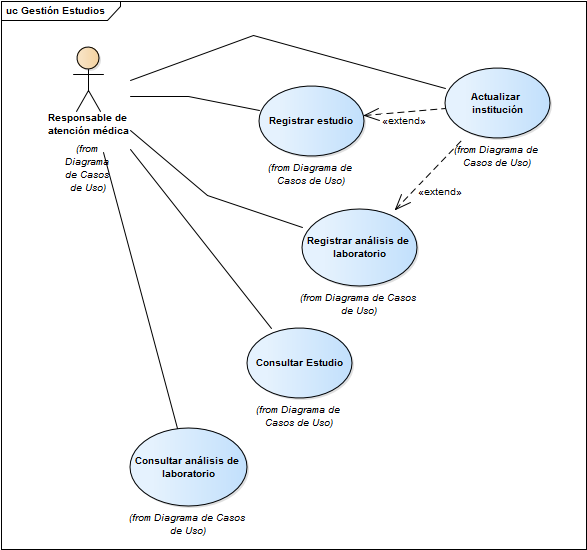 uc Gestión Estudios
Responsable de
atención médica
(from
Diagrama
de Casos
de Uso)
Registrar estudio
(from Diagrama de
Casos de Uso)
«extend»
Actualizar
institución
(from Diagrama de
Casos de Uso)
«extend»
Registrar análisis de
laboratorio
(from Diagrama de Casos
de Uso)
Consultar Estudio
(from Diagrama de
Casos de Uso)
Consultar análisis de
laboratorio
(from Diagrama de Casos
de Uso)